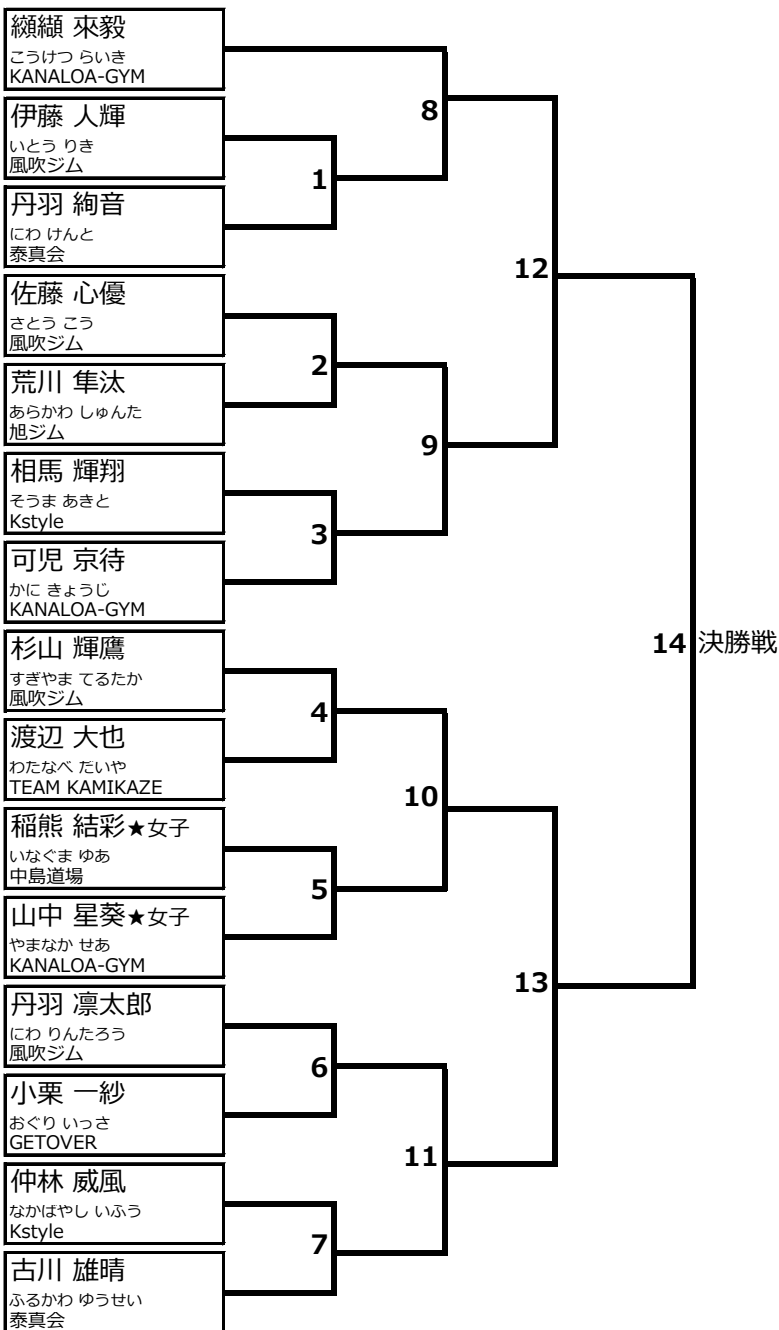 纐纈 來毅
こうけつ らいき
KANALOA-GYM
伊藤 人輝
いとう りき
風吹ジム
丹羽 絢音
にわ けんと
泰真会
佐藤 心優
さとう こう
風吹ジム
荒川 隼汰
あらかわ しゅんた
旭ジム
相馬 輝翔
そうま あきと
Kstyle
可児 京待
かに きょうじ
KANALOA-GYM
杉山 輝鷹
すぎやま てるたか
風吹ジム
渡辺 大也
わたなべ だいや
TEAM KAMIKAZE
稲熊 結彩★女子
いなぐま ゆあ
中島道場
山中 星葵★女子
やまなか せあ
KANALOA-GYM
丹羽 凛太郎
にわ りんたろう
風吹ジム
小栗 一紗
おぐり いっさ
GETOVER
仲林 威風
なかばやし いふう
Kstyle
古川 雄晴
ふるかわ ゆうせい
泰真会
1
2
3
4
5
6
7
8
9
10
11
12
13
14 決勝戦